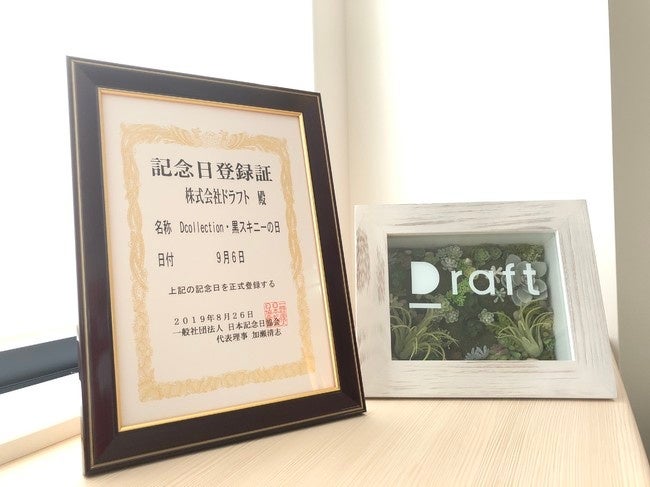 記念日登録証
株式会社ドラフト 殿
名称 Dcollection・黒スキニーの日
日付 9月6日
上記の記念日を正式登録する
2019年8月26日
一般社団法人 日本記念日協会
代表理事 加瀬清志
Draft